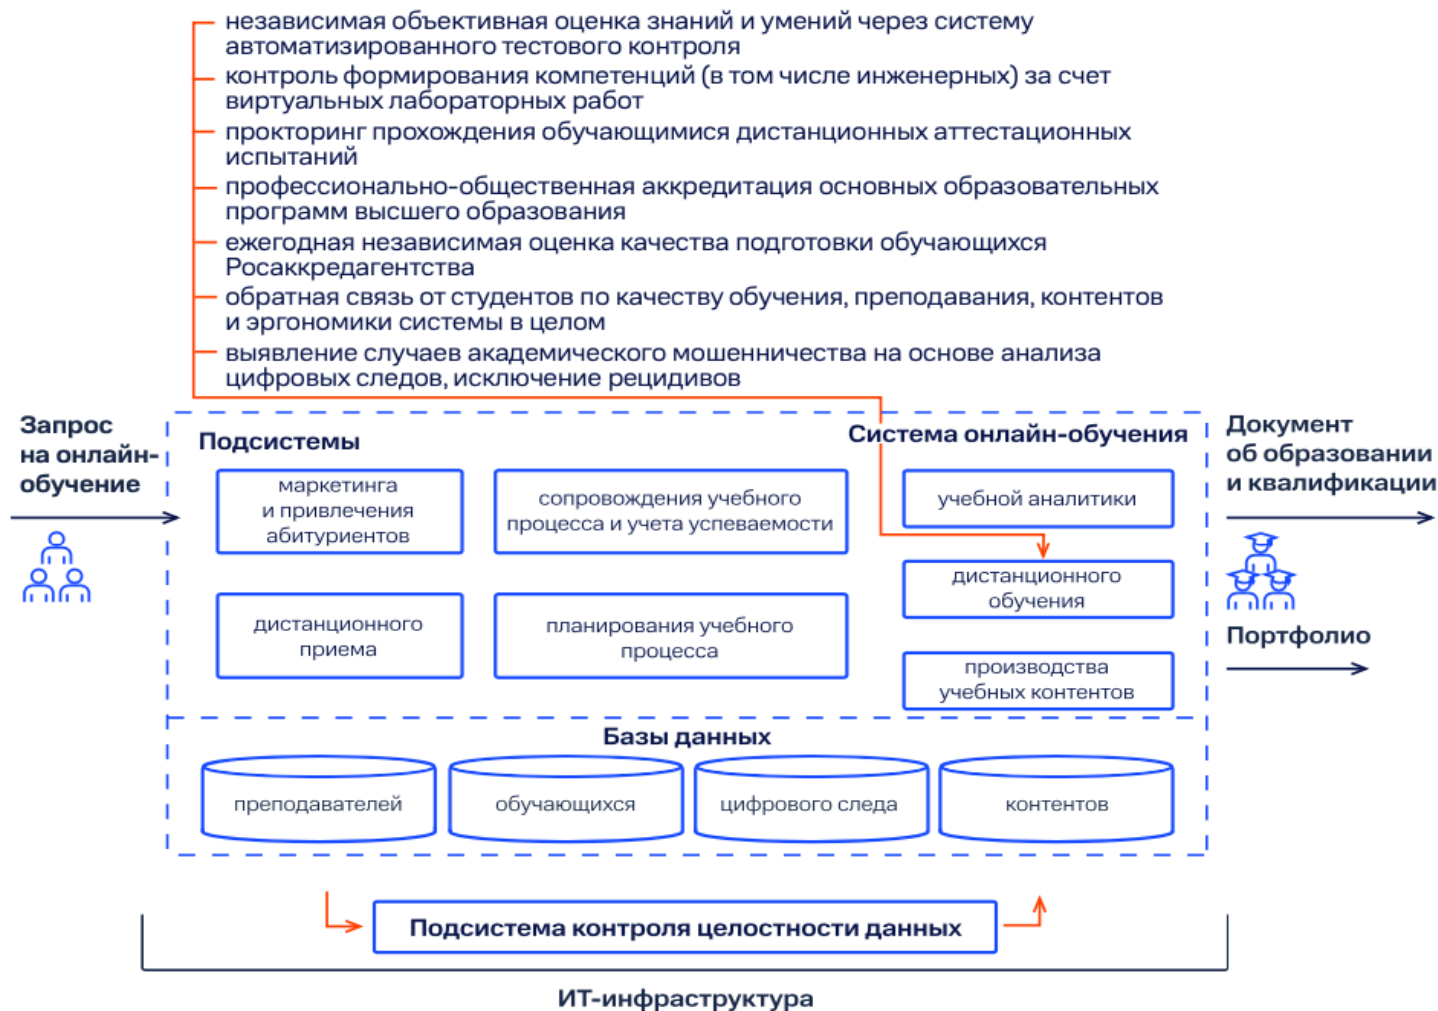 независимая объективная оценка знаний и умений через систему
автоматизированного тестового контроля
контроль формирования компетенций (в том числе инженерных) за счет
виртуальных лабораторных работ
прокторинг прохождения обучающимися дистанционных аттестационных
испытаний
профессионально-общественная аккредитация основных образовательных
программ высшего образования
ежегодная независимая оценка качества подготовки обучающихся
Росаккредагентства
обратная связь от студентов по качеству обучения, преподавания, контентов
и эргономики системы в целом
выявление случаев академического мошенничества на основе анализа
цифровых следов, исключение рецидивов
Запрос
на онлайн-
обучение
Подсистемы
Система онлайн-обучения
маркетинга
и привлечения
абитуриентов
сопровождения учебного
процесса и учета успеваемости
учебной аналитики
дистанционного
приема
планирования учебного
процесса
дистанционного
обучения
производства
учебных контентов
Документ
об образовании
и квалификации
Портфолио
Базы данных
преподавателей
обучающихся
цифрового следа
контентов
Подсистема контроля целостности данных
ИТ-инфраструктура